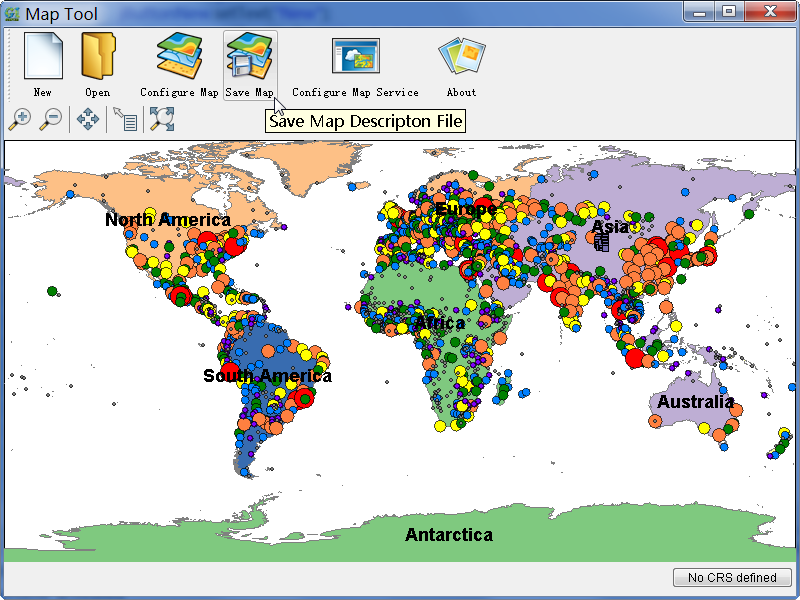 Map Tool
New
Open
Configure Map
Save Map
Configure Map Service
About
Save Map Descripton File
North America
Europe
Asia
Africa
South America
Australia
Antarctica
No CRS defined